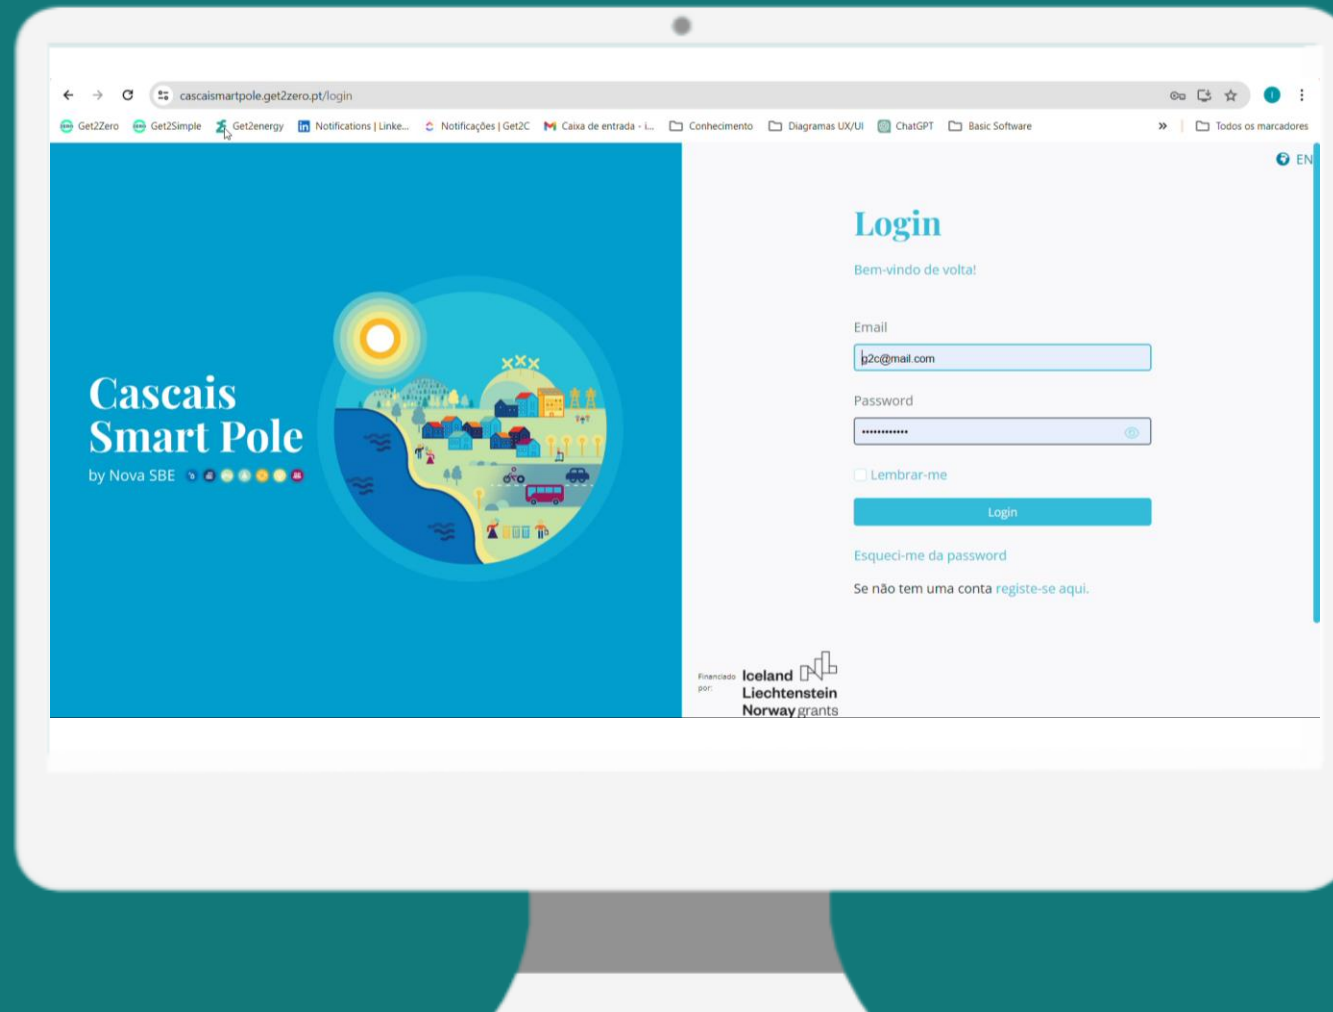 cascaismartpole.get2zero.pt/login
Get2Zero Get2Simple Get2energy Notifications | Linke... Notificações | Get2C Caixa de entrada - i... Conhecimento Diagramas UX/UI ChatGPT Basic Software » Todos os marcadores
EN
Cascais
Smart Pole
by Nova SBE
Login
Bem-vindo de volta!
Email
g2c@mail.com
Password
••••••••••••
Lembrar-me
Login
Esqueci-me da password
Se não tem uma conta registe-se aqui.
Financiado
por:
Iceland
Liechtenstein
Norway grants